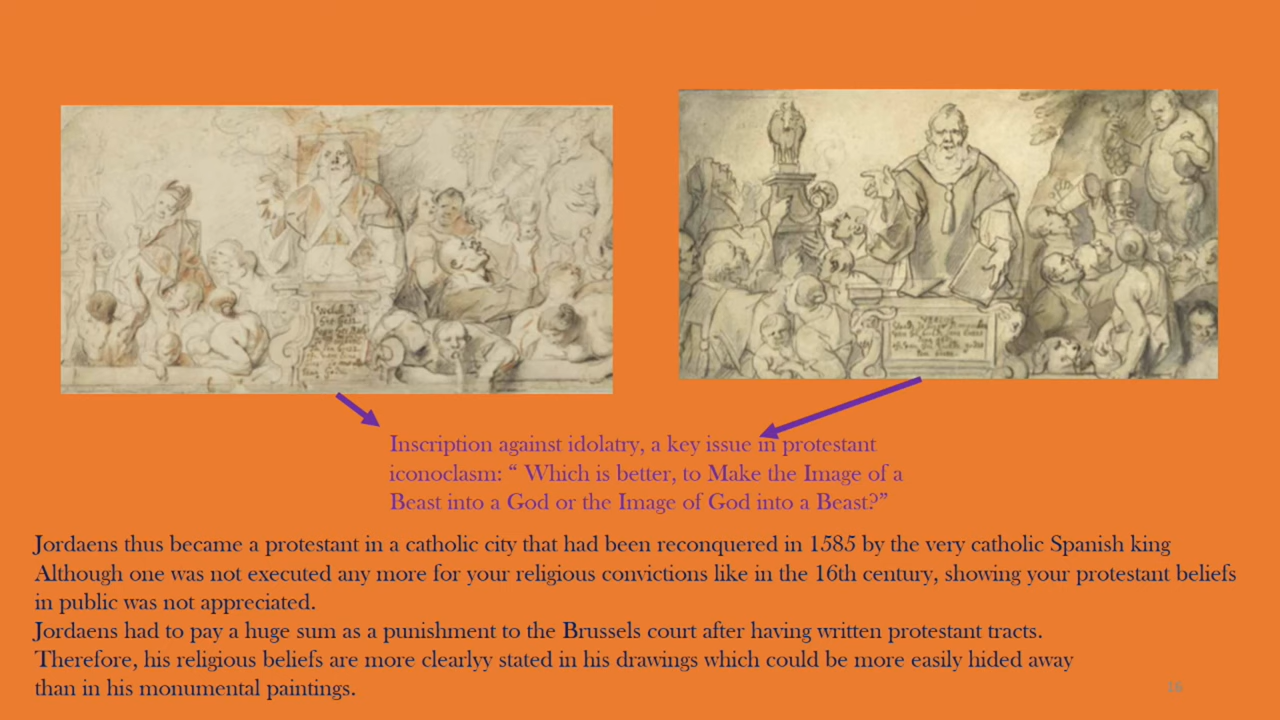 Inscription against idolatry, a key issue in protestant
iconoclasm: “ Which is better, to Make the Image of a
Beast into a God or the Image of God into a Beast?”
Jordaens thus became a protestant in a catholic city that had been reconquered in 1585 by the very catholic Spanish king
Although one was not executed any more for your religious convictions like in the 16th century, showing your protestant beliefs
in public was not appreciated.
Jordaens had to pay a huge sum as a punishment to the Brussels court after having written protestant tracts.
Therefore, his religious beliefs are more clearlyy stated in his drawings which could be more easily hided away
than in his monumental paintings.
16